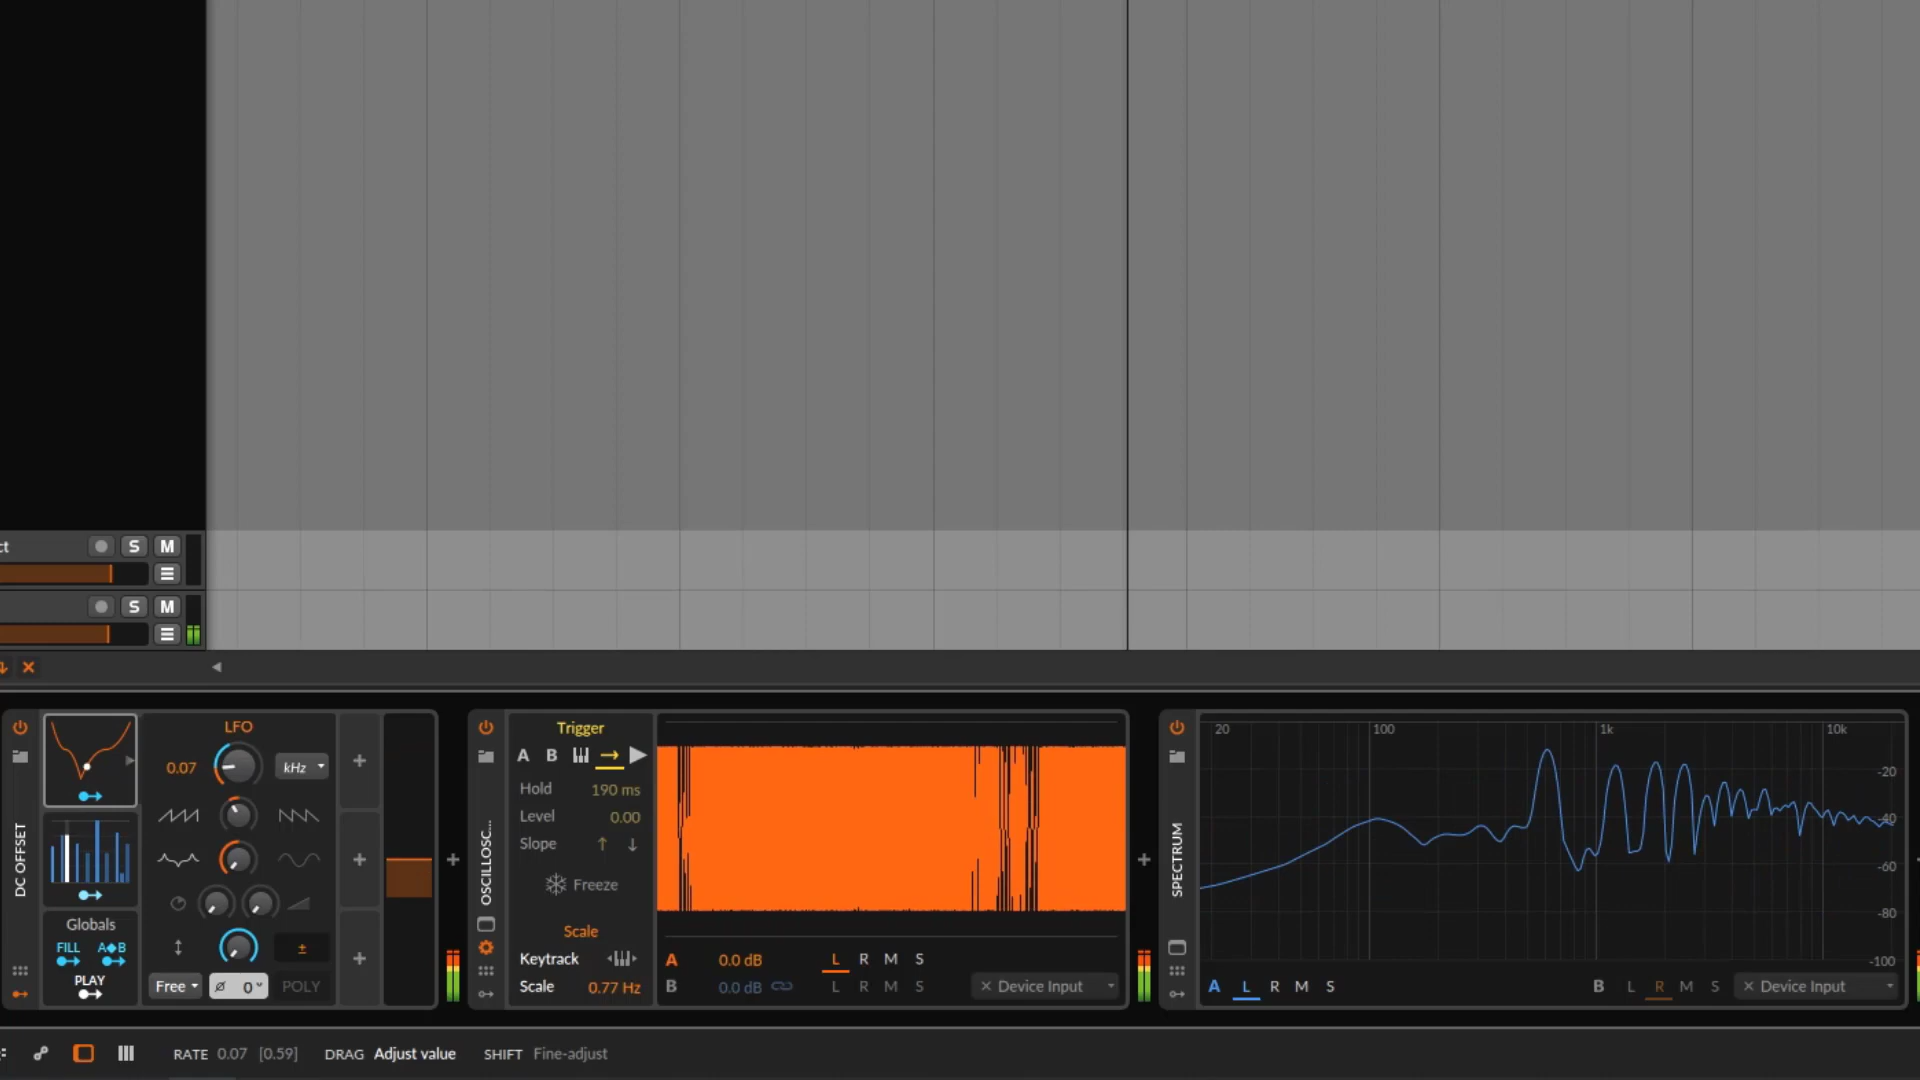 ct
S
M
S
M
DC OFFSET
LFO
0.07
kHz
Globals
FILL
A◆B
PLAY
Free
0°
POLY
±
OSCILLOSC...
Trigger
A B
Hold 190 ms
Level 0.00
Slope ↑ ↓
Freeze
Scale
Keytrack
Scale 0.77 Hz
A 0.0 dB L R M S
B 0.0 dB L R M S × Device Input
SPECTRUM
20 100 1k 10k
-20
-40
-60
-80
-100
A L R M S
B L R M S × Device Input
RATE 0.07 [0.59] DRAG Adjust value SHIFT Fine-adjust